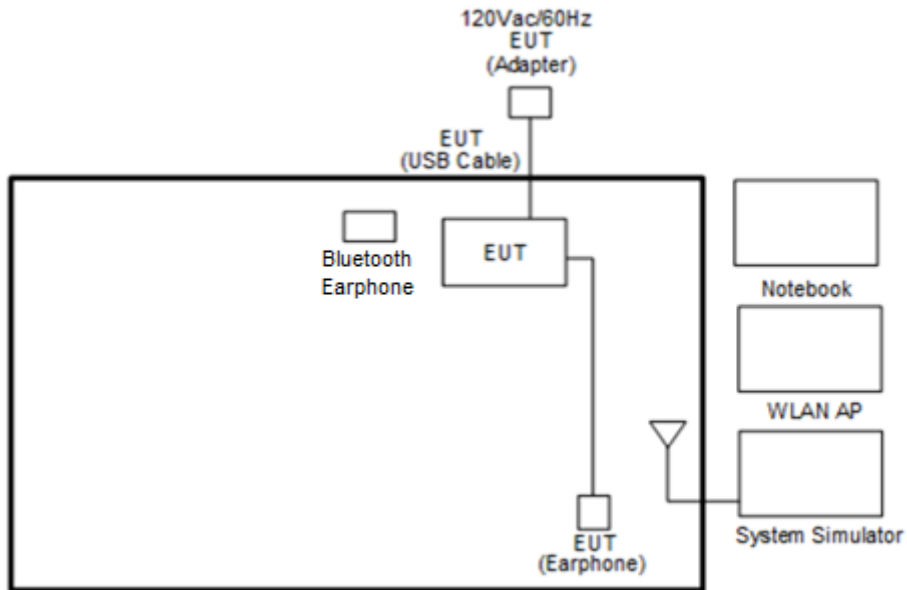 120Vac/60Hz
EUT
(Adapter)
EUT
(USB Cable)
Bluetooth
Earphone
EUT
Notebook
WLAN AP
System Simulator
EUT
(Earphone)